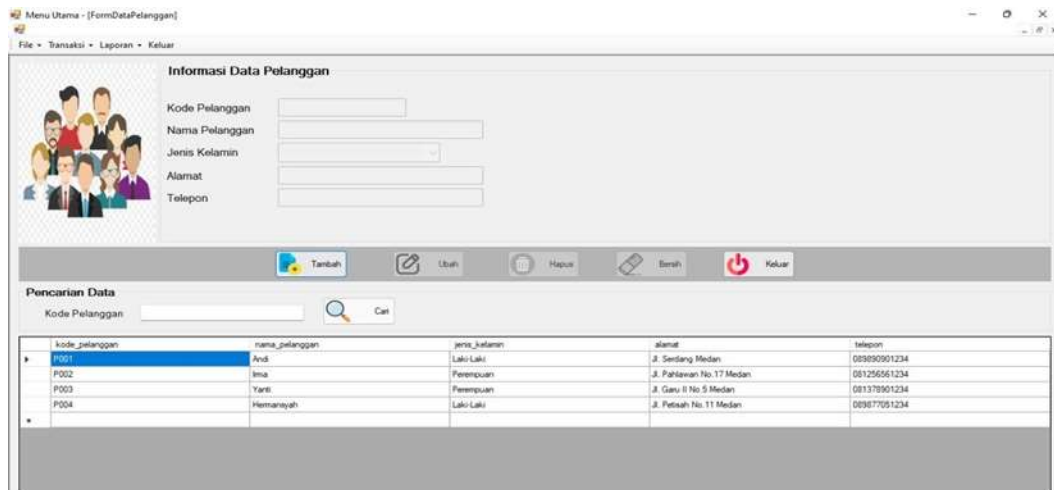 Menu Utama - [FormDataPelanggan]
File Transaksi Laporan Keluar
Informasi Data Pelanggan
Kode Pelanggan
Nama Pelanggan
Jenis Kelamin
Alamat
Telepon
Tambah Ubah Hapus Bersih Keluar
Pencarian Data
Kode Pelanggan Cari
kode_pelanggan nama_pelanggan jenis_kelamin alamat telepon
P001 Andi Laki-Laki Jl. Serdang Medan 089890901234
P002 Irma Perempuan Jl. Pahlawan No.17 Medan 081256561234
P003 Yanti Perempuan Jl. Garu II No.5 Medan 081378901234
P004 Hermansyah Laki-Laki Jl. Petisah No.11 Medan 089877051234